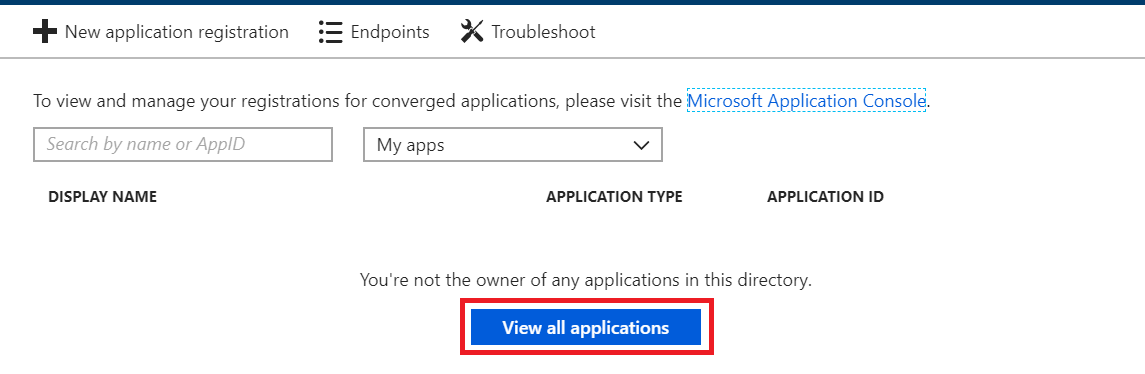 New application registration Endpoints Troubleshoot
To view and manage your registrations for converged applications, please visit the Microsoft Application Console.
Search by name or AppID My apps
DISPLAY NAME APPLICATION TYPE APPLICATION ID
You're not the owner of any applications in this directory.
View all applications